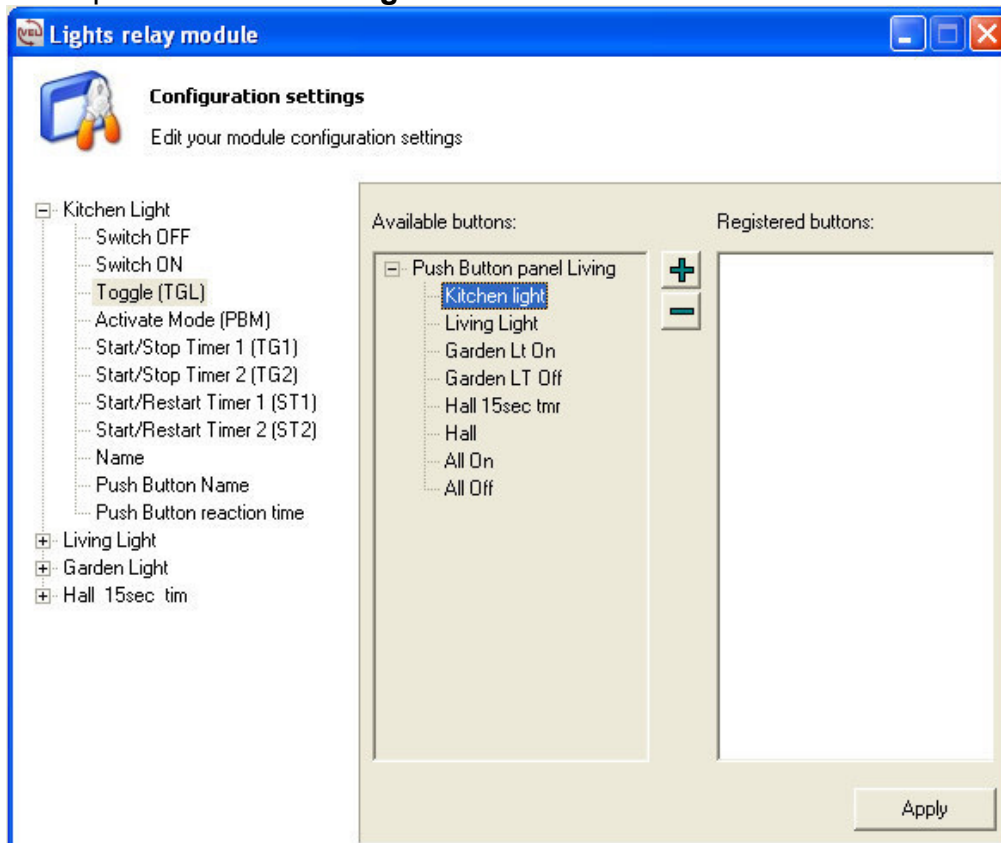 Lights relay module
Configuration settings
Edit your module configuration settings
Kitchen Light
Switch OFF
Switch ON
Toggle (TGL)
Activate Mode (PBM)
Start/Stop Timer 1 (TG1)
Start/Stop Timer 2 (TG2)
Start/Restart Timer 1 (ST1)
Start/Restart Timer 2 (ST2)
Name
Push Button Name
Push Button reaction time
Living Light
Garden Light
Hall 15sec tim
Available buttons:
Push Button panel Living
Kitchen light
Living Light
Garden Lt On
Garden LT Off
Hall 15sec tmr
Hall
All On
All Off
Registered buttons:
Apply